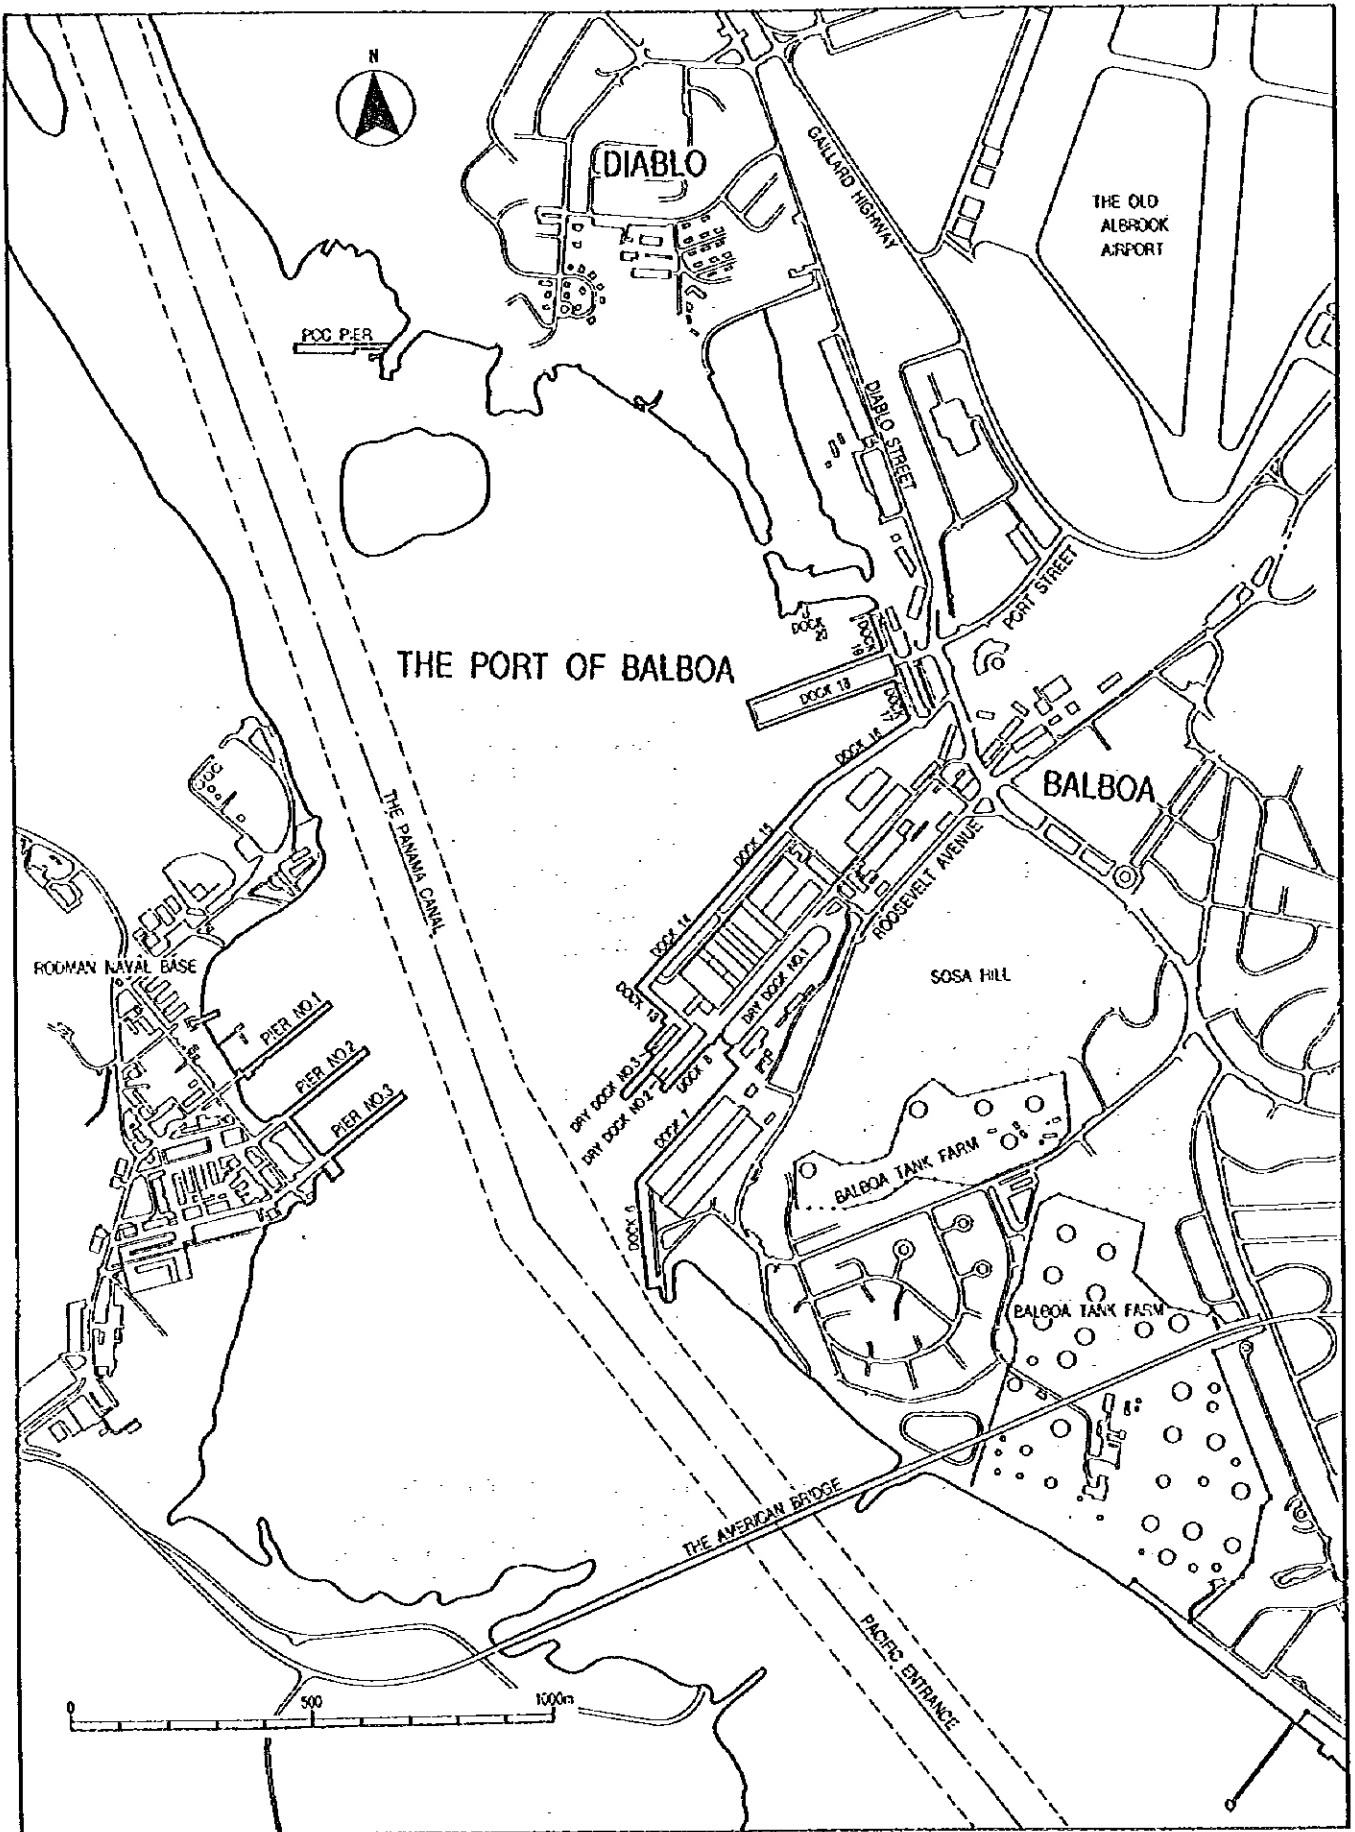 N
DIABLO
GAILLARD HIGHWAY
THE OLD
ALBROOK
AIRPORT
PCC PIER
DIABLO STREET
PORT STREET
DOCK
20
DOCK
19
THE PORT OF BALBOA
DOCK 18
DOCK
17
DOCK 16
BALBOA
THE PANAMA CANAL
DOCK 15
ROOSEVELT AVENUE
DOCK 14
RODMAN NAVAL BASE
SOSA HILL
DRY DOCK NO.1
DOCK 13
PIER NO.1
PIER NO.2
PIER NO.3
DRY DOCK NO.3
DRY DOCK NO.2
DOCK 8
DOCK 7
BALBOA TANK FARM
DOCK 6
BALBOA TANK FARM
THE AMERICAN BRIDGE
PACIFIC ENTRANCE
0 500 1000m